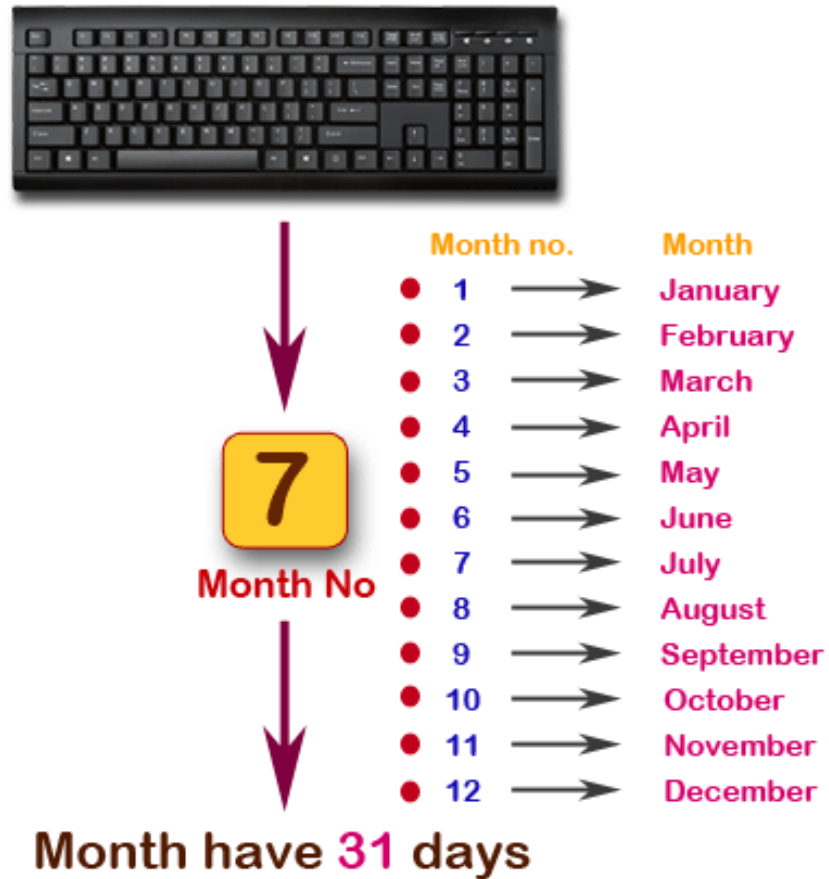 Month no. Month
1 January
2 February
3 March
4 April
5 May
6 June
7 July
8 August
9 September
10 October
11 November
12 December
7
Month No
Month have 31 days